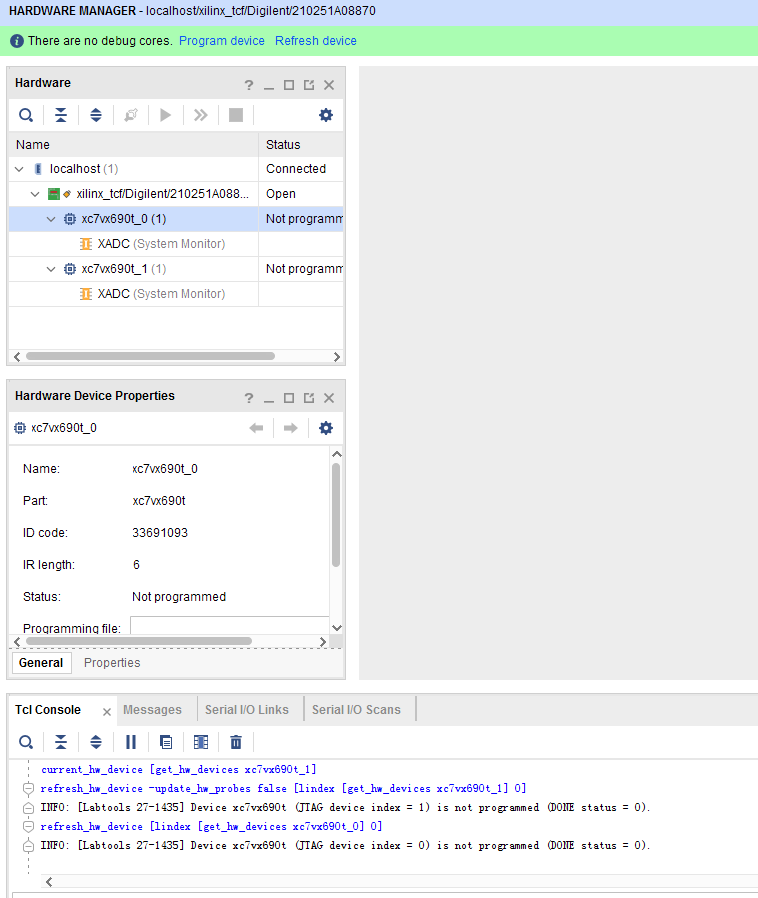 HARDWARE MANAGER - localhost/xilinx_tcf/Digilent/210251A08870
There are no debug cores. Program device Refresh device
Hardware
Name Status
localhost (1) Connected
xilinx_tcf/Digilent/210251A088... Open
xc7vx690t_0 (1) Not programm
XADC (System Monitor)
xc7vx690t_1 (1) Not programm
XADC (System Monitor)
Hardware Device Properties
xc7vx690t_0
Name: xc7vx690t_0
Part: xc7vx690t
ID code: 33691093
IR length: 6
Status: Not programmed
Programming file:
General Properties
Tcl Console Messages Serial I/O Links Serial I/O Scans
current_hw_device [get_hw_devices xc7vx690t_1]
refresh_hw_device -update_hw_probes false [lindex [get_hw_devices xc7vx690t_1] 0]
INFO: [Labtools 27-1435] Device xc7vx690t (JTAG device index = 1) is not programmed (DONE status = 0).
refresh_hw_device [lindex [get_hw_devices xc7vx690t_0] 0]
INFO: [Labtools 27-1435] Device xc7vx690t (JTAG device index = 0) is not programmed (DONE status = 0).